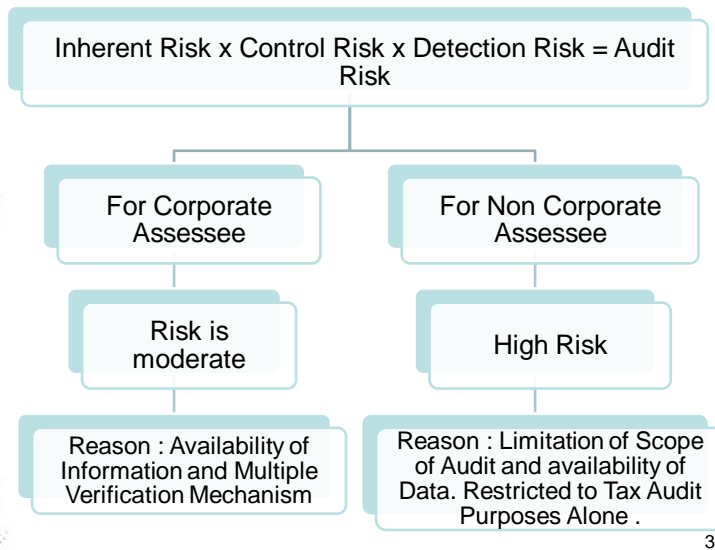 Inherent Risk x Control Risk x Detection Risk = Audit
Risk
For Corporate
Assessee
For Non Corporate
Assessee
Risk is
moderate
High Risk
Reason : Availability of
Information and Multiple
Verification Mechanism
Reason : Limitation of Scope
of Audit and availability of
Data. Restricted to Tax Audit
Purposes Alone .
3